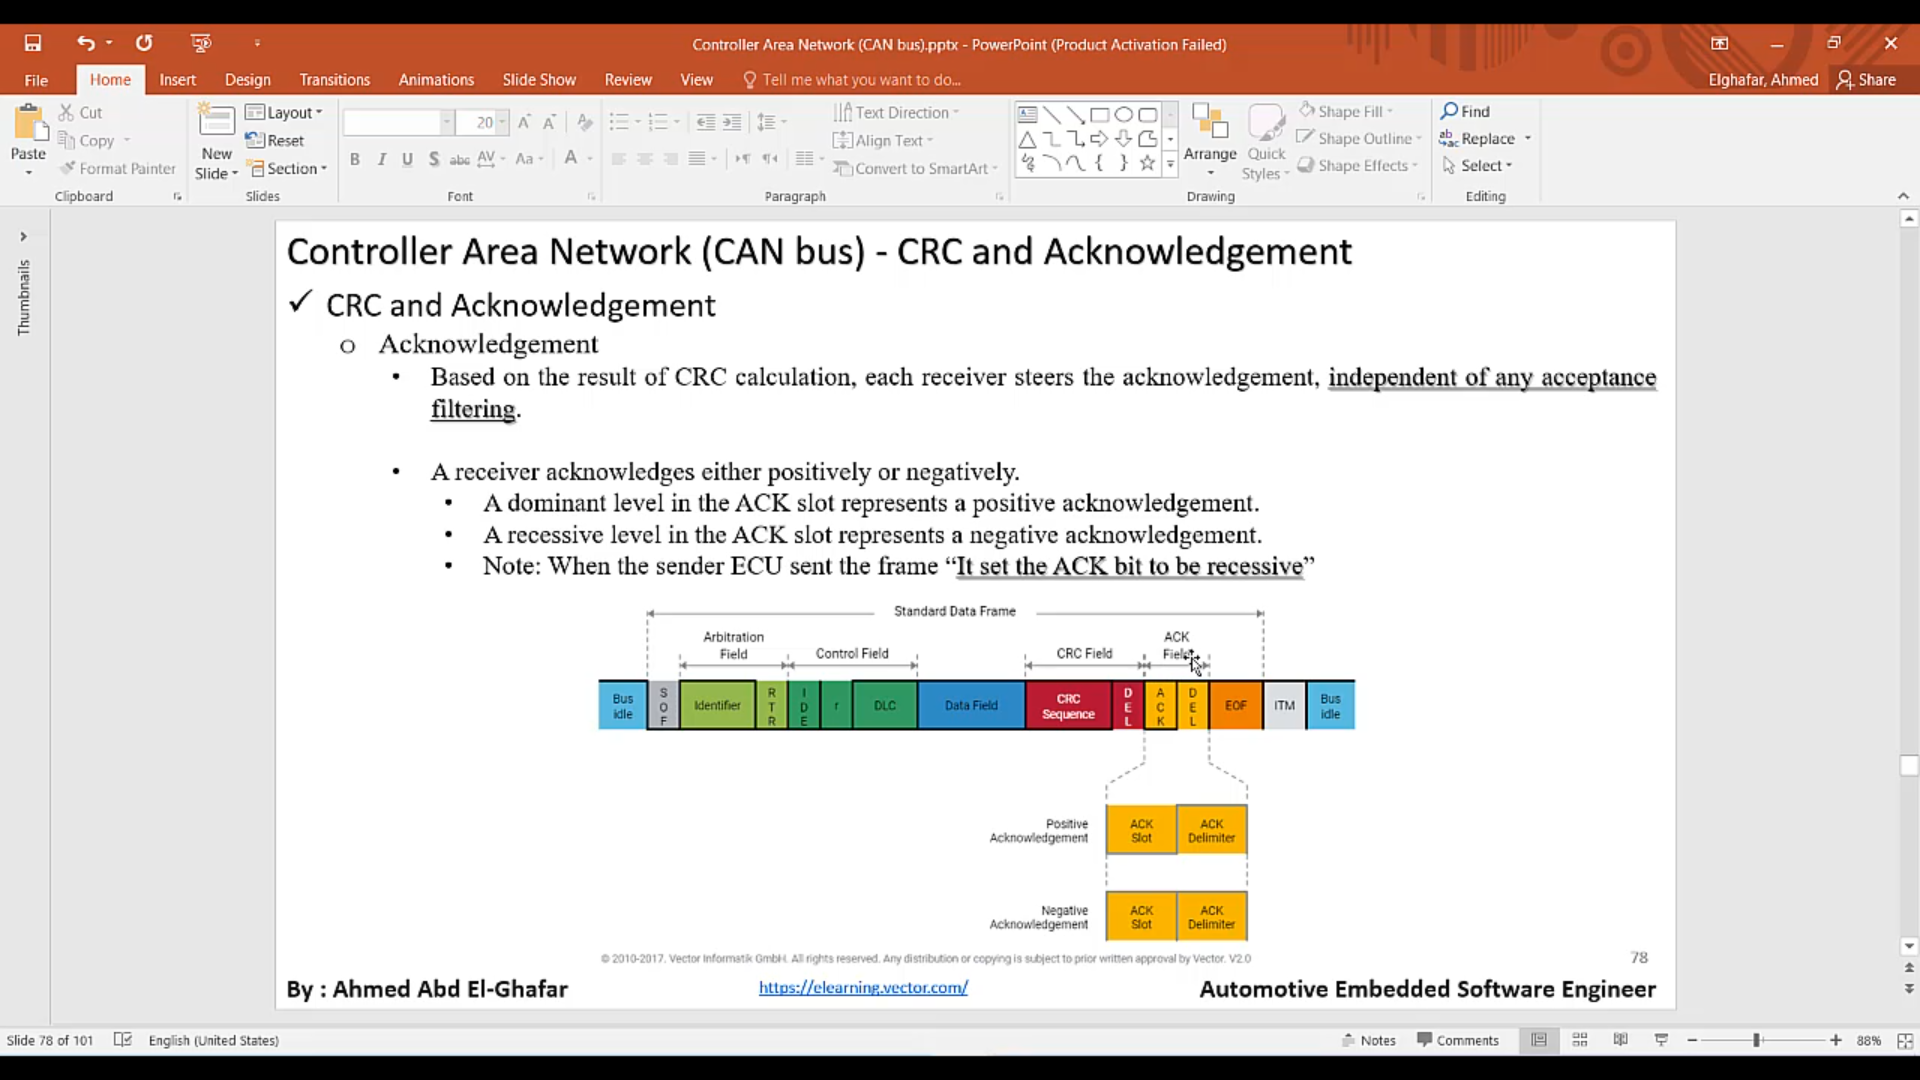 Controller Area Network (CAN bus).pptx - PowerPoint (Product Activation Failed)
File Home Insert Design Transitions Animations Slide Show Review View Tell me what you want to do... Elghafar, Ahmed Share
Paste
Cut
Copy
Format Painter
Clipboard
New
Slide
Layout
Reset
Section
Slides
20
Font
Text Direction
Align Text
Convert to SmartArt
Paragraph
Arrange
Quick
Styles
Shape Fill
Shape Outline
Shape Effects
Drawing
Find
Replace
Select
Editing
Thumbnails
Controller Area Network (CAN bus) - CRC and Acknowledgement
✓ CRC and Acknowledgement
o Acknowledgement
• Based on the result of CRC calculation, each receiver steers the acknowledgement, independent of any acceptance
filtering.
• A receiver acknowledges either positively or negatively.
• A dominant level in the ACK slot represents a positive acknowledgement.
• A recessive level in the ACK slot represents a negative acknowledgement.
• Note: When the sender ECU sent the frame “It set the ACK bit to be recessive”
Standard Data Frame
Arbitration
Field
Control Field
CRC Field
ACK
Field
Bus
idle
SOF
Identifier
RTR
IDE
r
DLC
Data Field
CRC
Sequence
DEL
ACK
DEL
EOF
ITM
Bus
idle
Positive
Acknowledgement
ACK
Slot
ACK
Delimiter
Negative
Acknowledgement
ACK
Slot
ACK
Delimiter
© 2010-2017. Vector Informatik GmbH. All rights reserved. Any distribution or copying is subject to prior written approval by Vector. V2.0
78
By : Ahmed Abd El-Ghafar
https://elearning.vector.com/
Automotive Embedded Software Engineer
Slide 78 of 101 English (United States) Notes Comments 88%